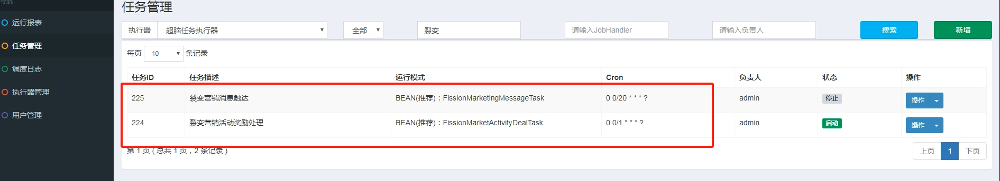 导航
任务管理
运行报表
任务管理
调度日志
执行器管理
用户管理
执行器 超脑任务执行器 全部 裂变 请输入JobHandler 请输入负责人 搜索 新增
每页 10 条记录
任务ID 任务描述 运行模式 Cron 负责人 状态 操作
225 裂变营销消息触达 BEAN(推荐)：FissionMarketingMessageTask 0 0/20 * * * ? admin 停止 操作
224 裂变营销活动奖励处理 BEAN(推荐)：FissionMarketActivityDealTask 0 0/1 * * * ? admin 启动 操作
第 1 页 ( 总共 1 页，2 条记录 )
上页 1 下页